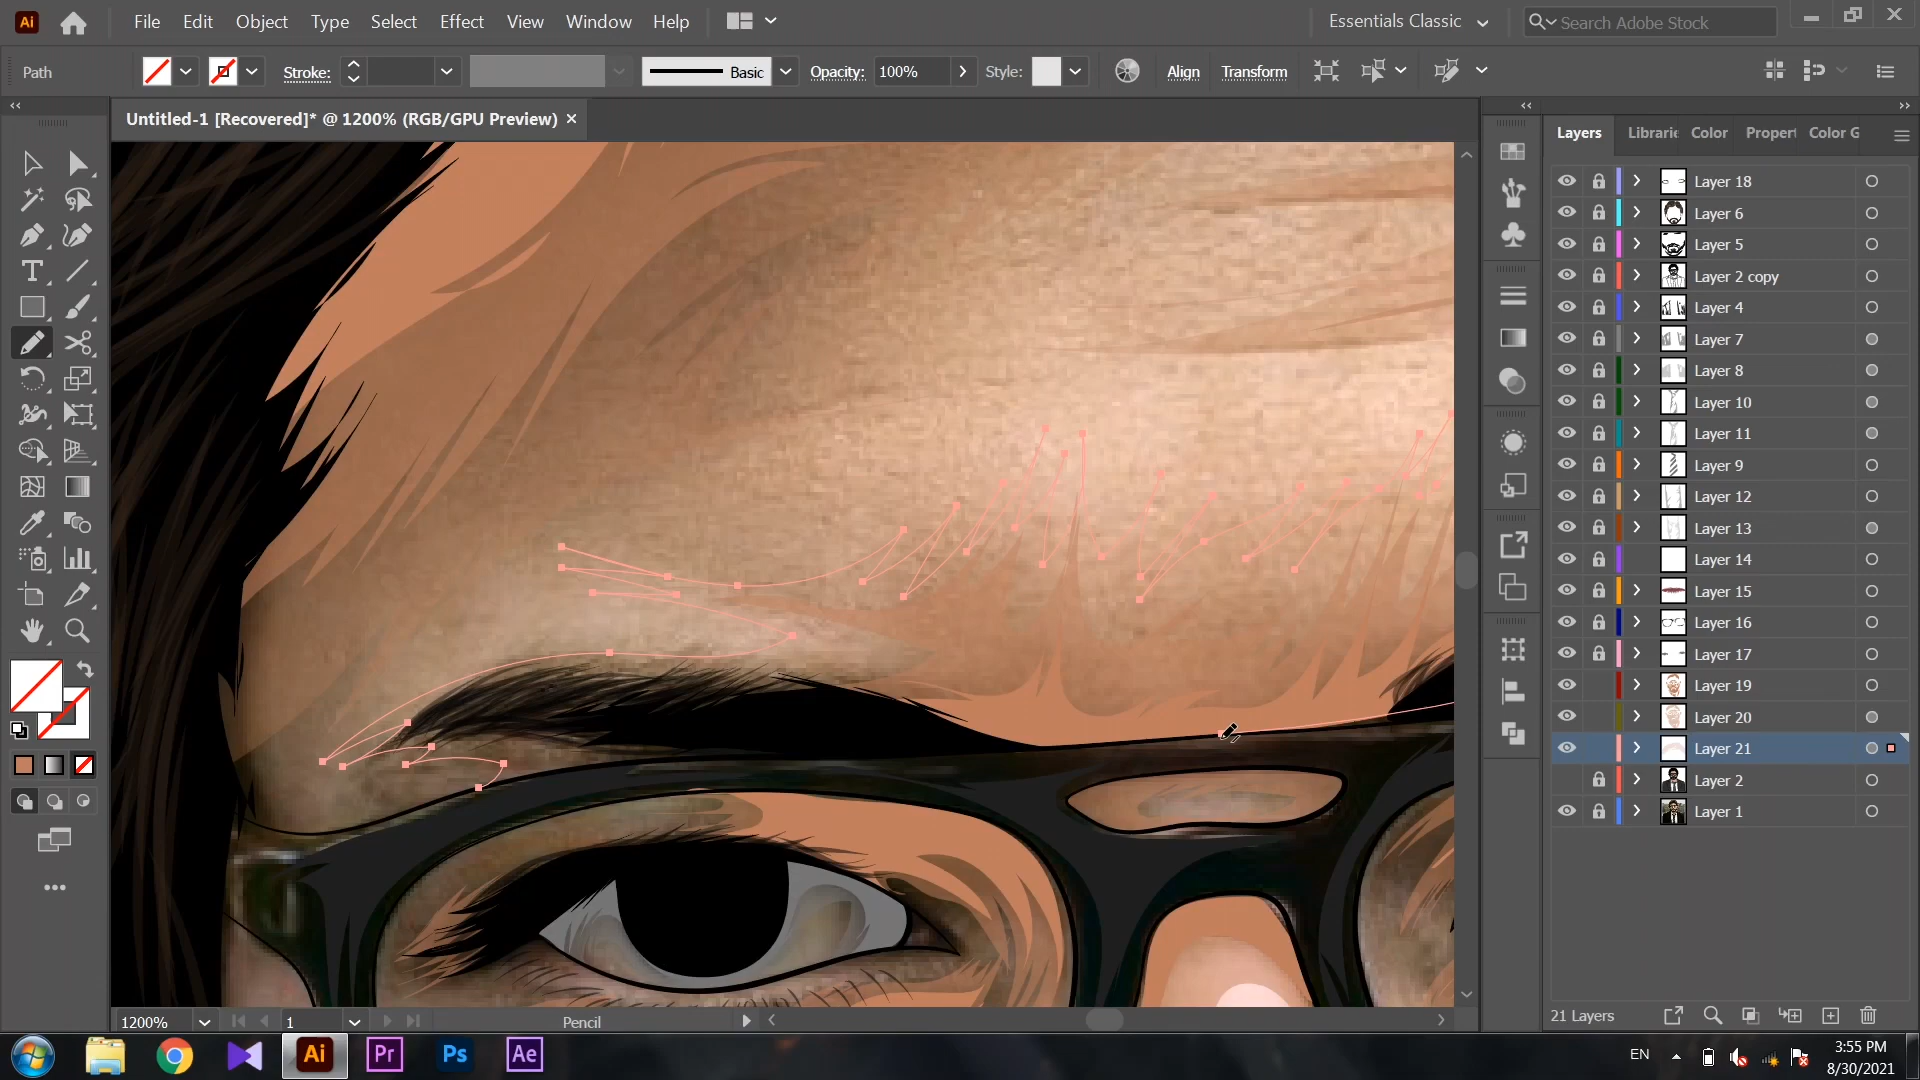 Ai File Edit Object Type Select Effect View Window Help Essentials Classic Search Adobe Stock
Path Stroke: Basic Opacity: 100% Style: Align Transform
Untitled-1 [Recovered]* @ 1200% (RGB/GPU Preview) ×
Layers Librarie Color Propert Color G
Layer 18
Layer 6
Layer 5
Layer 2 copy
Layer 4
Layer 7
Layer 8
Layer 10
Layer 11
Layer 9
Layer 12
Layer 13
Layer 14
Layer 15
Layer 16
Layer 17
Layer 19
Layer 20
Layer 21
Layer 2
Layer 1
21 Layers
1200% 1 Pencil
Ai Pr Ps Ae EN 3:55 PM
8/30/2021